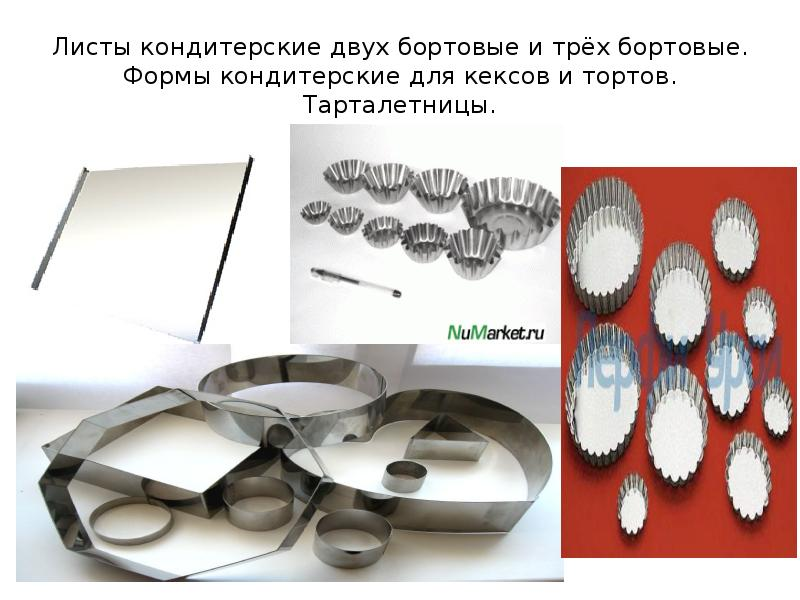 Листы кондитерские двух бортовые и трёх бортовые.
Формы кондитерские для кексов и тортов.
Тарталетницы.
NuMarket.ru